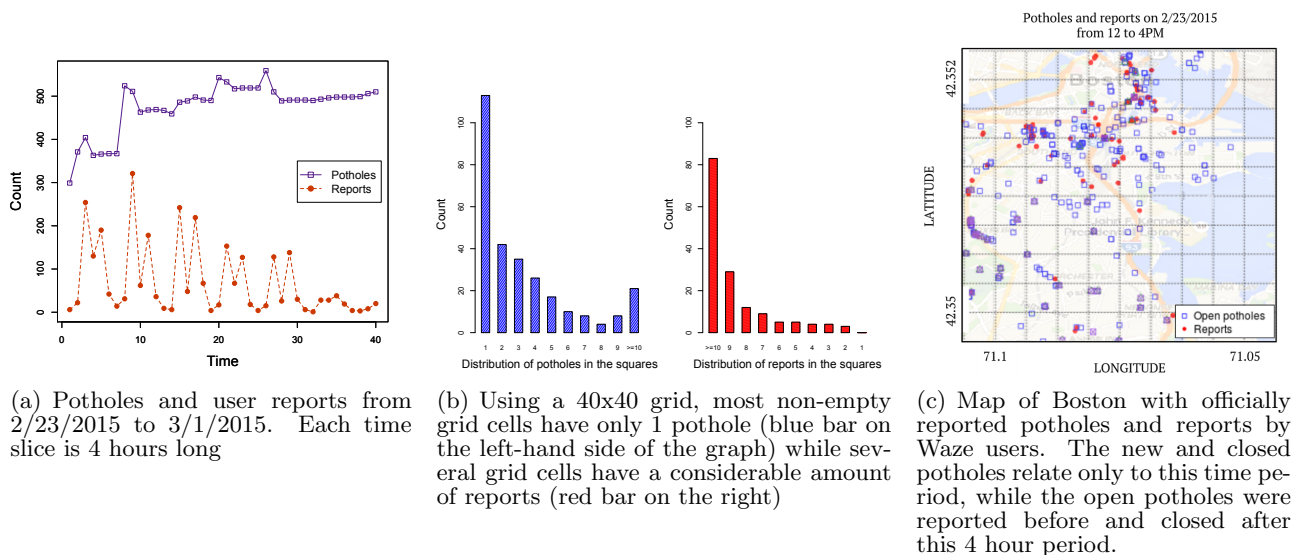 500
400
300
200
100
0
Count
0
10
20
30
40
Time
Potholes
Reports
(a) Potholes and user reports from
2/23/2015 to 3/1/2015. Each time
slice is 4 hours long
100
80
60
40
20
0
Count
1 2 3 4 5 6 7 8 9 >=10
Distribution of potholes in the squares
100
80
60
40
20
0
Count
>=10 9 8 7 6 5 4 3 2 1
Distribution of reports in the squares
(b) Using a 40x40 grid, most non-empty
grid cells have only 1 pothole (blue bar on
the left-hand side of the graph) while sev-
eral grid cells have a considerable amount
of reports (red bar on the right)
Potholes and reports on 2/23/2015
from 12 to 4PM
42.352
LATITUDE
42.35
Open potholes
Reports
71.1
71.05
LONGITUDE
(c) Map of Boston with officially
reported potholes and reports by
Waze users. The new and closed
potholes relate only to this time pe-
riod, while the open potholes were
reported before and closed after
this 4 hour period.